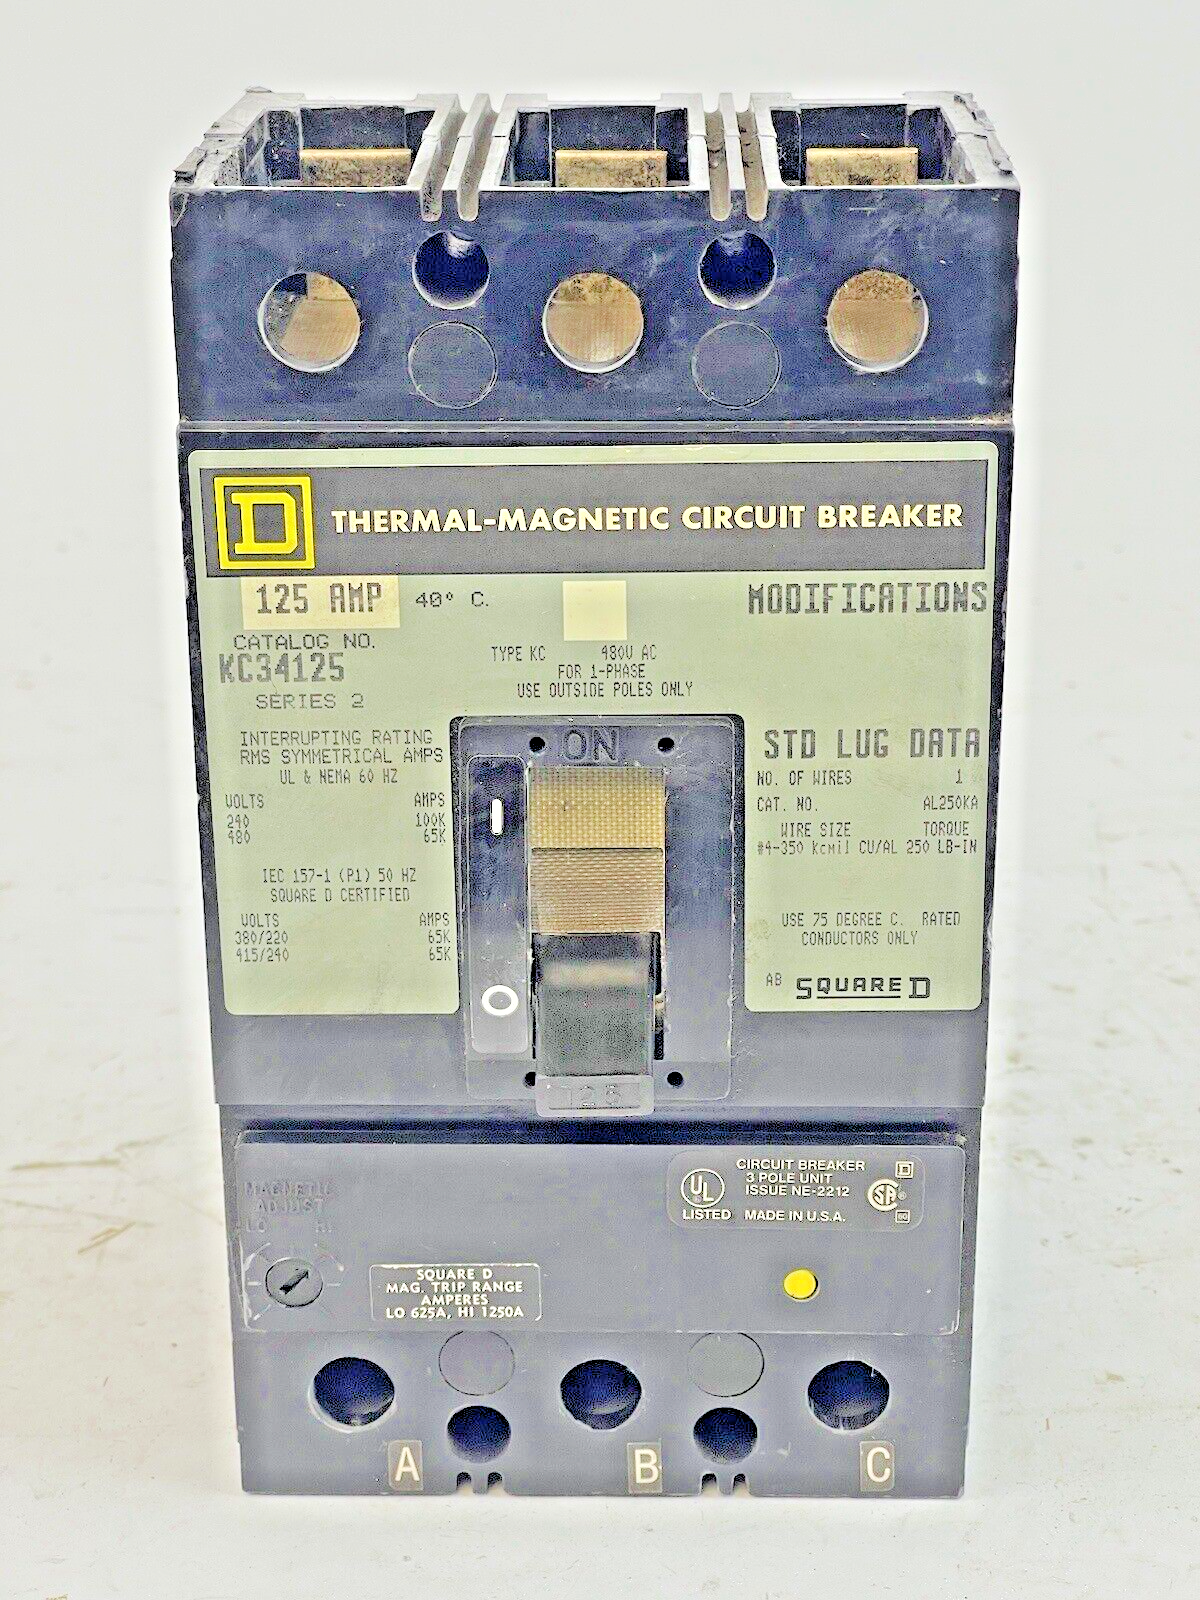 D THERMAL-MAGNETIC CIRCUIT BREAKER
125 AMP 40° C.
MODIFICATIONS
CATALOG NO.
KC34125
SERIES 2
TYPE KC 480V AC
FOR 1-PHASE
USE OUTSIDE POLES ONLY
INTERRUPTING RATING
RMS SYMMETRICAL AMPS
UL & NEMA 60 HZ
VOLTS AMPS
240 100K
480 65K
IEC 157-1 (P1) 50 HZ
SQUARE D CERTIFIED
VOLTS AMPS
380/220 65K
415/240 65K
ON
I
O
125
STD LUG DATA
NO. OF WIRES 1
CAT. NO. AL250KA
WIRE SIZE TORQUE
#4-350 kcmil CU/AL 250 LB-IN
USE 75 DEGREE C. RATED
CONDUCTORS ONLY
AB SQUARE D
MAGNETIC
ADJUST
LO HI
SQUARE D
MAG. TRIP RANGE
AMPERES
LO 625A, HI 1250A
UL
LISTED
CIRCUIT BREAKER
3 POLE UNIT
ISSUE NE-2212
MADE IN U.S.A.
SA ®
D
A
B
C